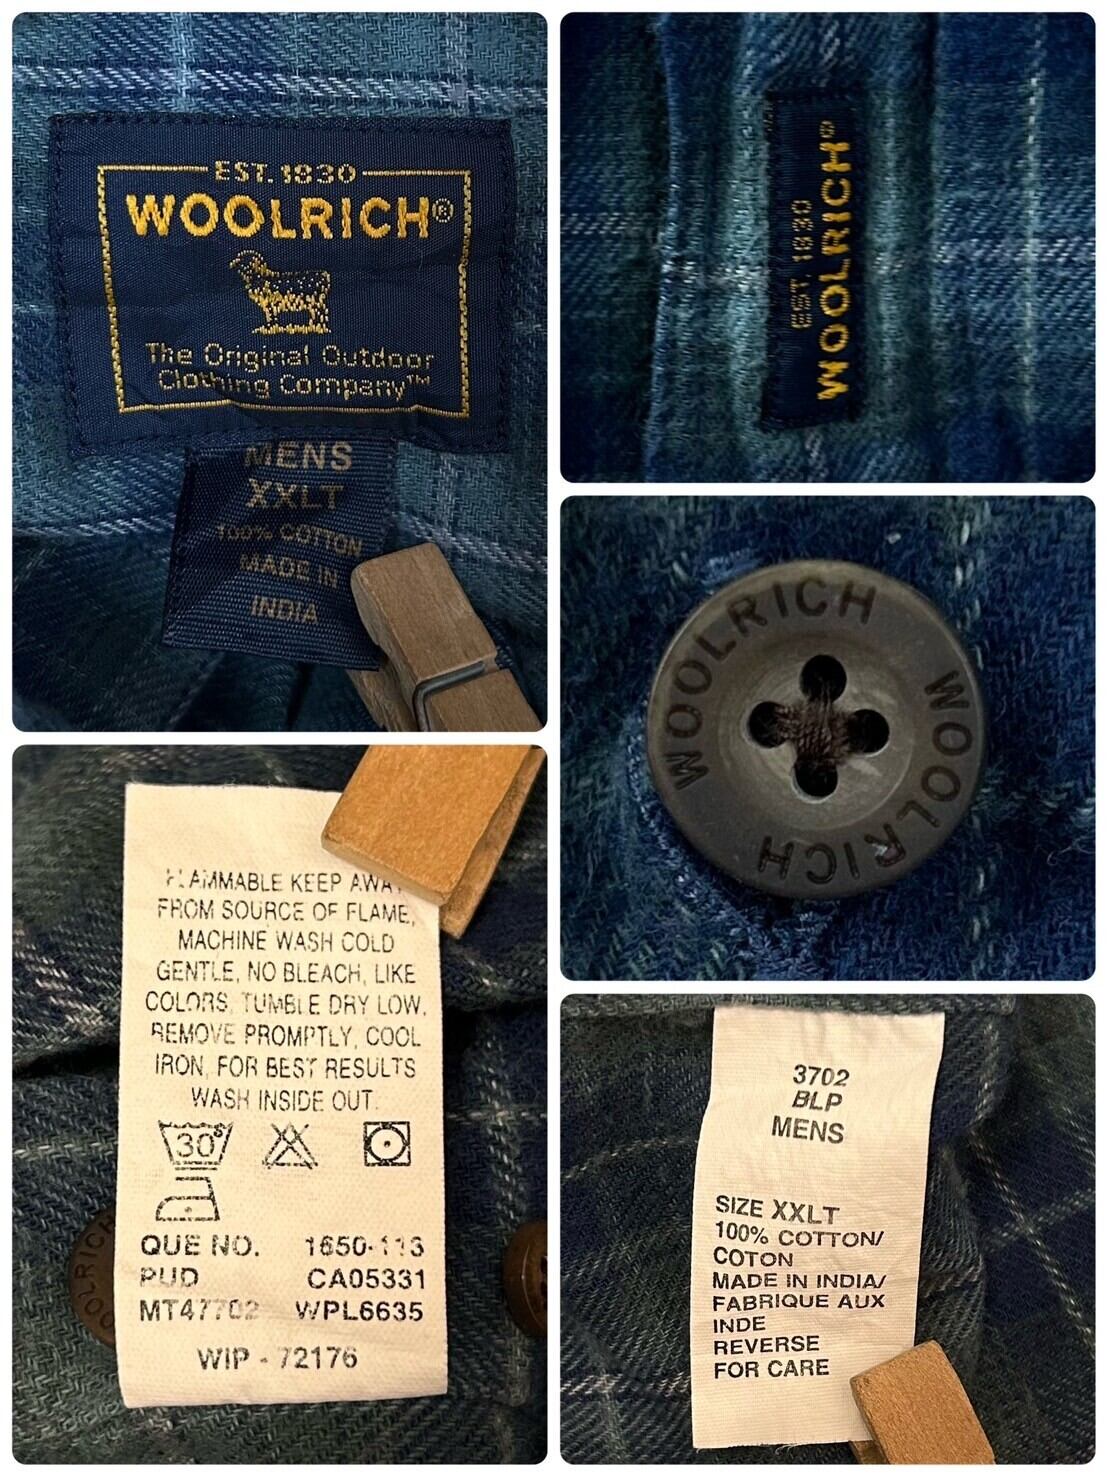 EST. 1830
WOOLRICH®
The Original Outdoor
Clothing Company™
MENS
XXLT
100% COTTON
MADE IN
INDIA
EST. 1830
WOOLRICH®
WOOLRICH WOOLRICH
FLAMMABLE KEEP AWAY
FROM SOURCE OF FLAME,
MACHINE WASH COLD
GENTLE, NO BLEACH, LIKE
COLORS, TUMBLE DRY LOW,
REMOVE PROMPTLY, COOL
IRON, FOR BEST RESULTS
WASH INSIDE OUT.
30°
QUE NO. 1650-113
PUD CA05331
MT47702 WPL6635
WIP - 72176
3702
BLP
MENS
SIZE XXLT
100% COTTON/
COTON
MADE IN INDIA/
FABRIQUE AUX
INDE
REVERSE
FOR CARE